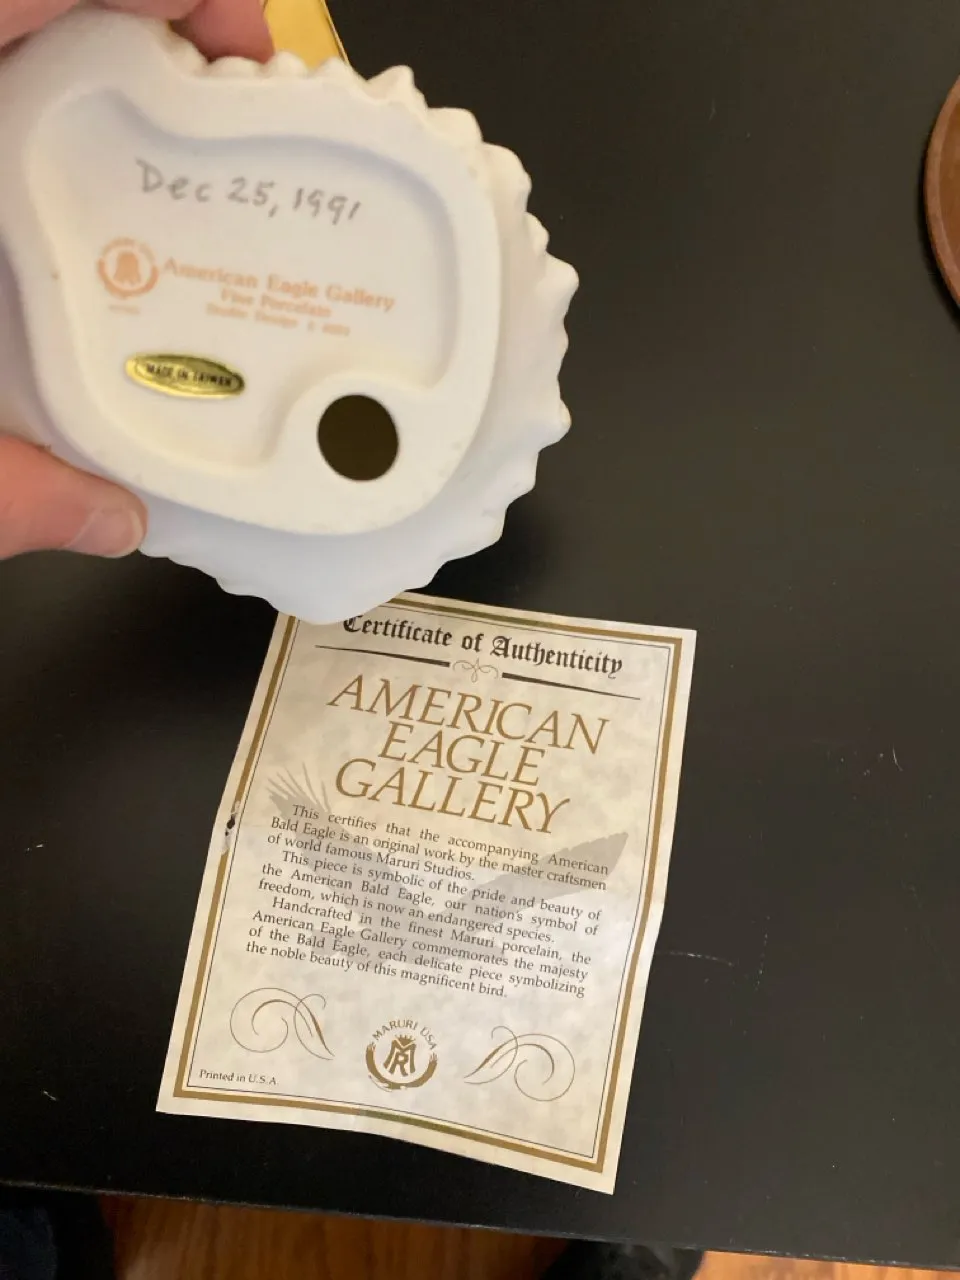 Dec 25, 1991
MARURI USA
American Eagle Gallery
Fine Porcelain
Studio Design ©
MADE IN TAIWAN
Certificate of Authenticity
AMERICAN
EAGLE
GALLERY
This certifies that the accompanying American
Bald Eagle is an original work by the master craftsmen
of world famous Maruri Studios.
This piece is symbolic of the pride and beauty of
the American Bald Eagle, our nation's symbol of
freedom, which is now an endangered species.
Handcrafted in the finest Maruri porcelain, the
American Eagle Gallery commemorates the majesty
of the Bald Eagle, each delicate piece symbolizing
the noble beauty of this magnificent bird.
MARURI USA
Printed in U.S.A.